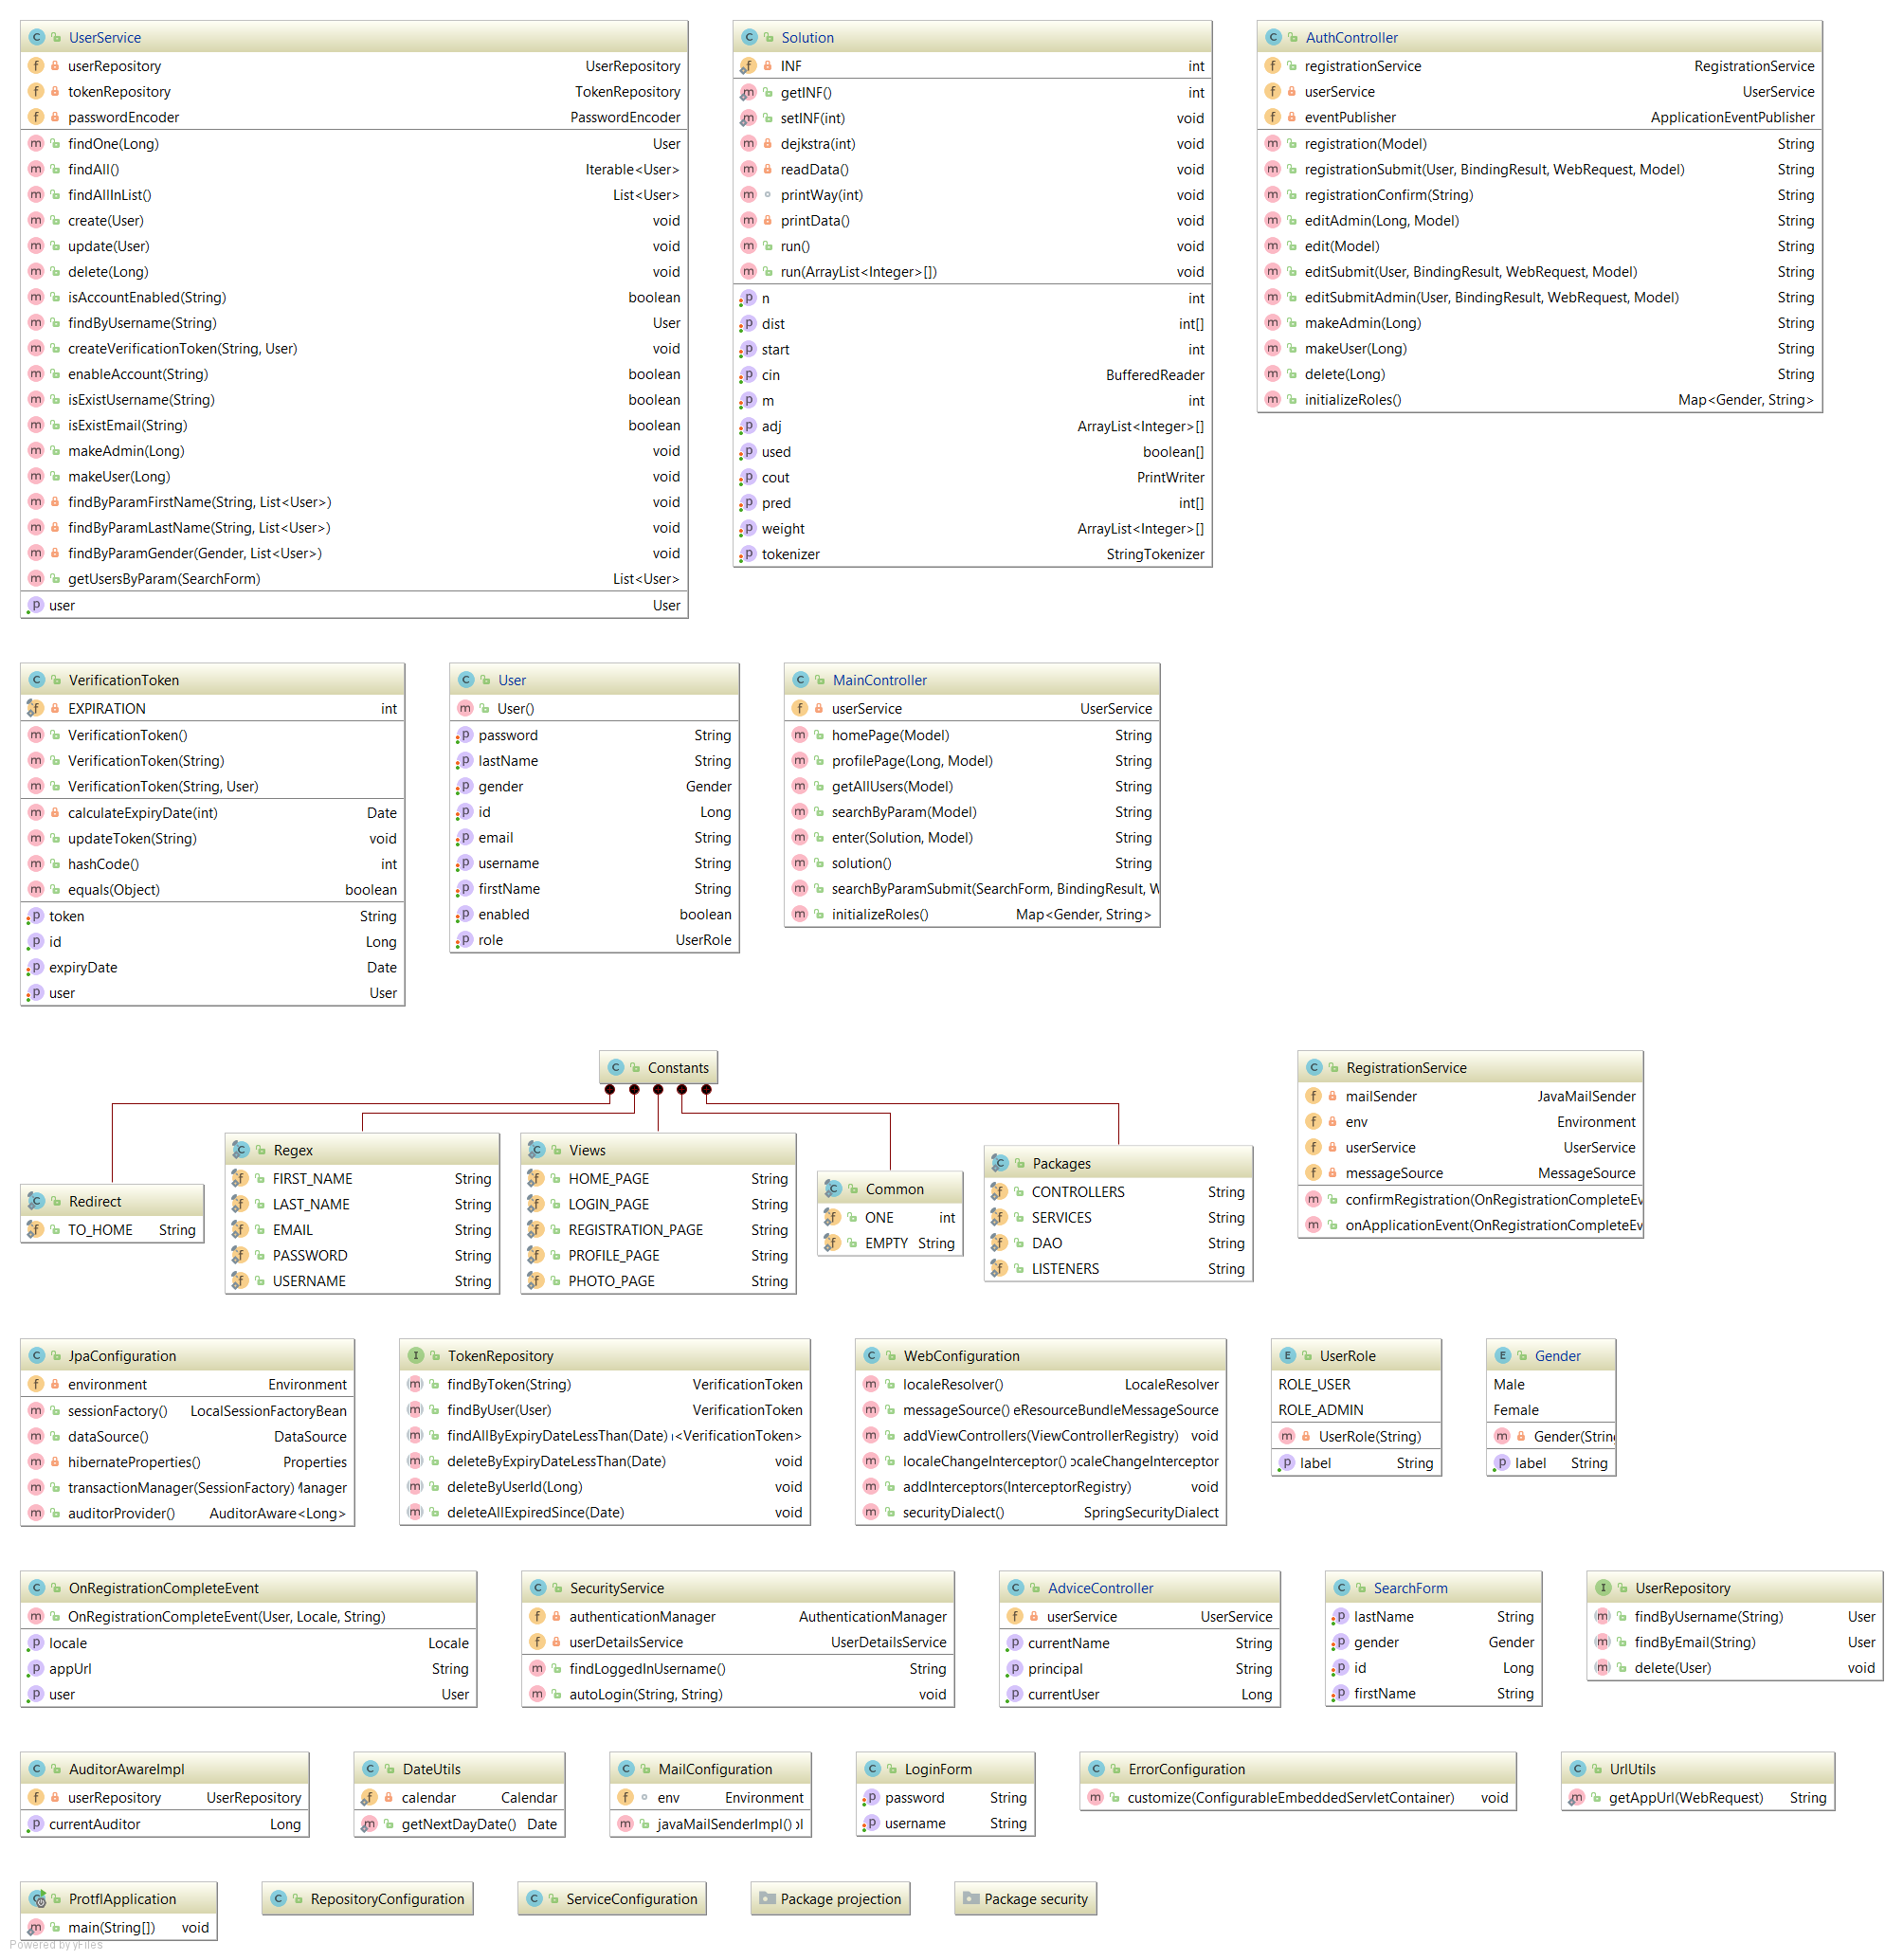 UserService
userRepository UserRepository
tokenRepository TokenRepository
passwordEncoder PasswordEncoder
findOne(Long) User
findAll() Iterable<User>
findAllInList() List<User>
create(User) void
update(User) void
delete(Long) void
isAccountEnabled(String) boolean
findByUsername(String) User
createVerificationToken(String, User) void
enableAccount(String) boolean
isExistUsername(String) boolean
isExistEmail(String) boolean
makeAdmin(Long) void
makeUser(Long) void
findByParamFirstName(String, List<User>) void
findByParamLastName(String, List<User>) void
findByParamGender(Gender, List<User>) void
getUsersByParam(SearchForm) List<User>
user User
Solution
INF int
getINF() int
setINF(int) void
dejkstra(int) void
readData() void
printWay(int) void
printData() void
run() void
run(ArrayList<Integer>[]) void
n int
dist int[]
start int
cin BufferedReader
m int
adj ArrayList<Integer>[]
used boolean[]
cout PrintWriter
pred int[]
weight ArrayList<Integer>[]
tokenizer StringTokenizer
AuthController
registrationService RegistrationService
userService UserService
eventPublisher ApplicationEventPublisher
registration(Model) String
registrationSubmit(User, BindingResult, WebRequest, Model) String
registrationConfirm(String) String
editAdmin(Long, Model) String
edit(Model) String
editSubmit(User, BindingResult, WebRequest, Model) String
editSubmitAdmin(User, BindingResult, WebRequest, Model) String
makeAdmin(Long) String
makeUser(Long) String
delete(Long) String
initializeRoles() Map<Gender, String>
VerificationToken
EXPIRATION int
VerificationToken()
VerificationToken(String)
VerificationToken(String, User)
calculateExpiryDate(int) Date
updateToken(String) void
hashCode() int
equals(Object) boolean
token String
id Long
expiryDate Date
user User
User
User()
password String
lastName String
gender Gender
id Long
email String
username String
firstName String
enabled boolean
role UserRole
MainController
userService UserService
homePage(Model) String
profilePage(Long, Model) String
getAllUsers(Model) String
searchByParam(Model) String
enter(Solution, Model) String
solution() String
searchByParamSubmit(SearchForm, BindingResult, W
initializeRoles() Map<Gender, String>
Constants
Redirect
TO_HOME String
Regex
FIRST_NAME String
LAST_NAME String
EMAIL String
PASSWORD String
USERNAME String
Views
HOME_PAGE String
LOGIN_PAGE String
REGISTRATION_PAGE String
PROFILE_PAGE String
PHOTO_PAGE String
Common
ONE int
EMPTY String
Packages
CONTROLLERS String
SERVICES String
DAO String
LISTENERS String
RegistrationService
mailSender JavaMailSender
env Environment
userService UserService
messageSource MessageSource
confirmRegistration(OnRegistrationCompleteEv
onApplicationEvent(OnRegistrationCompleteEv
JpaConfiguration
environment Environment
sessionFactory() LocalSessionFactoryBean
dataSource() DataSource
hibernateProperties() Properties
transactionManager(SessionFactory) Manager
auditorProvider() AuditorAware<Long>
TokenRepository
findByToken(String) VerificationToken
findByUser(User) VerificationToken
findAllByExpiryDateLessThan(Date) <VerificationToken>
deleteByExpiryDateLessThan(Date) void
deleteByUserId(Long) void
deleteAllExpiredSince(Date) void
WebConfiguration
localeResolver() LocaleResolver
messageSource() eResourceBundleMessageSource
addViewControllers(ViewControllerRegistry) void
localeChangeInterceptor() ocaleChangeInterceptor
addInterceptors(InterceptorRegistry) void
securityDialect() SpringSecurityDialect
UserRole
ROLE_USER
ROLE_ADMIN
UserRole(String)
label String
Gender
Male
Female
Gender(String
label String
OnRegistrationCompleteEvent
OnRegistrationCompleteEvent(User, Locale, String)
locale Locale
appUrl String
user User
SecurityService
authenticationManager AuthenticationManager
userDetailsService UserDetailsService
findLoggedInUsername() String
autoLogin(String, String) void
AdviceController
userService UserService
currentName String
principal String
currentUser Long
SearchForm
lastName String
gender Gender
id Long
firstName String
UserRepository
findByUsername(String) User
findByEmail(String) User
delete(User) void
AuditorAwareImpl
userRepository UserRepository
currentAuditor Long
DateUtils
calendar Calendar
getNextDayDate() Date
MailConfiguration
env Environment
javaMailSenderImpl() ol
LoginForm
password String
username String
ErrorConfiguration
customize(ConfigurableEmbeddedServletContainer) void
UrlUtils
getAppUrl(WebRequest) String
ProtflApplication
main(String[]) void
RepositoryConfiguration
ServiceConfiguration
Package projection
Package security
Powered by yFiles